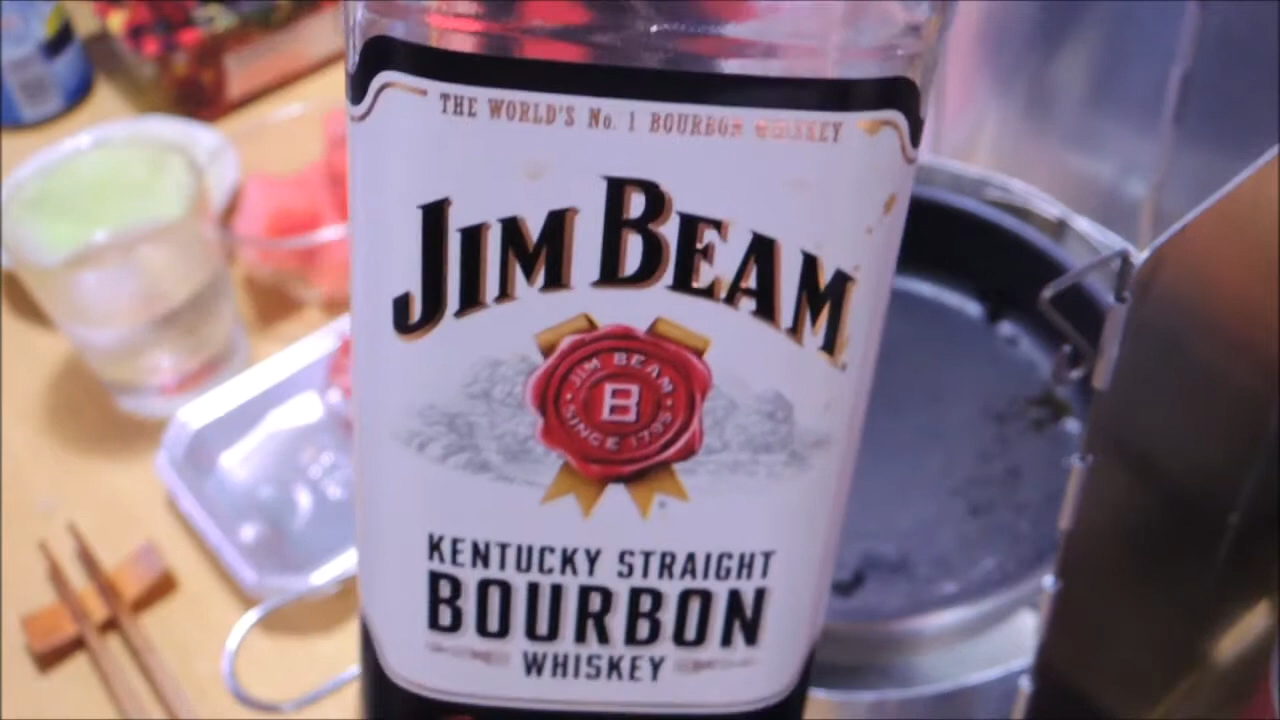 THE WORLD'S No. 1 BOURBON WHISKEY
JIM BEAM
JIM BEAM
B
SINCE 1795
KENTUCKY STRAIGHT
BOURBON
WHISKEY